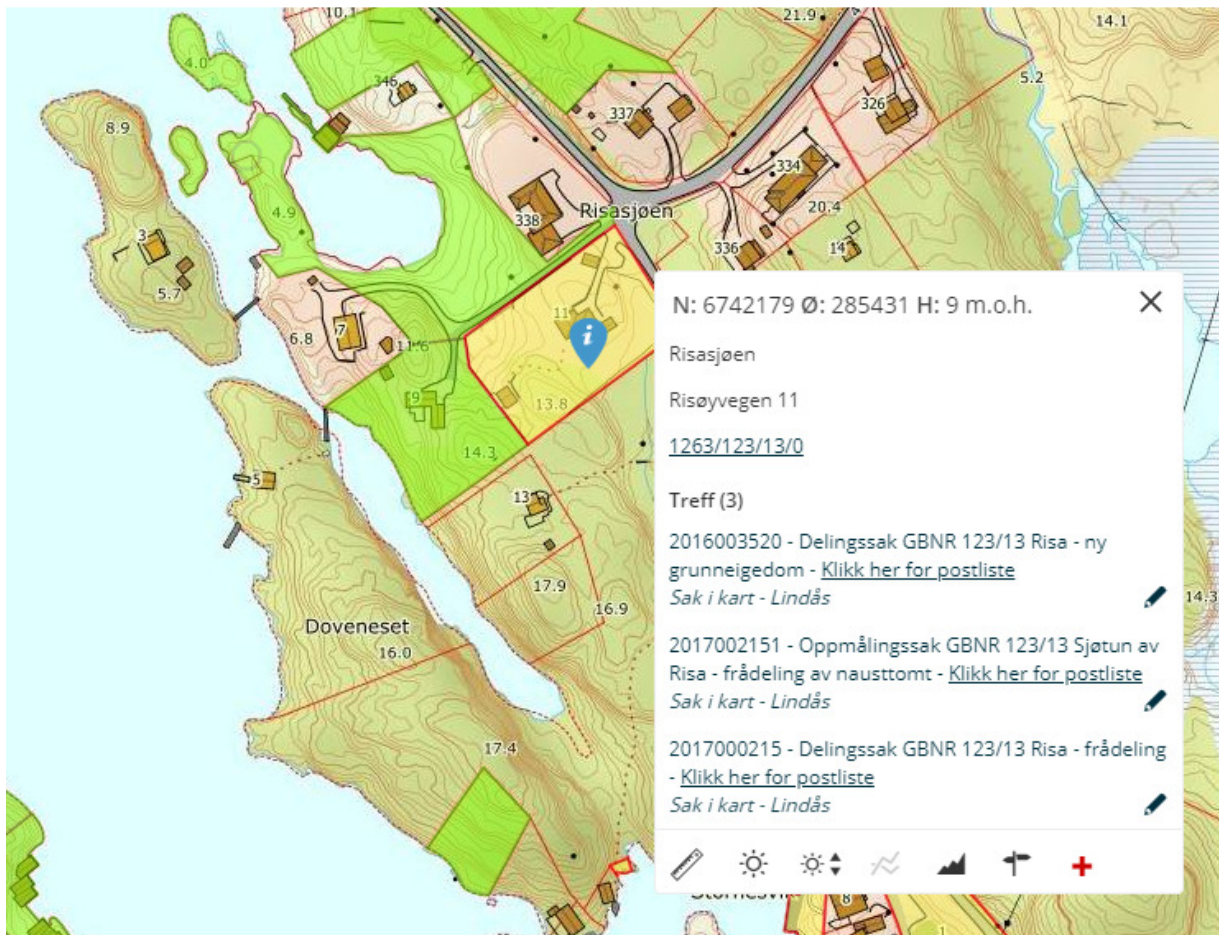 10.1
21.9
14.1
4.0
346
5.2
8.9
337
326
334
4.9
338
Risasjøen
20.4
3
336
14
5.7
6.8
7
11.6
11
9
13.8
14.3
5
13
17.9
16.9
14.3
Doveneset
16.0
17.4
8
1
N: 6742179 Ø: 285431 H: 9 m.o.h.
Risasjøen
Risøyvegen 11
1263/123/13/0
Treff (3)
2016003520 - Delingssak GBNR 123/13 Risa - ny
grunneigedom - Klikk her for postliste
Sak i kart - Lindås
2017002151 - Oppmålingssak GBNR 123/13 Sjøtun av
Risa - frådeling av nausttomt - Klikk her for postliste
Sak i kart - Lindås
2017000215 - Delingssak GBNR 123/13 Risa - frådeling
- Klikk her for postliste
Sak i kart - Lindås